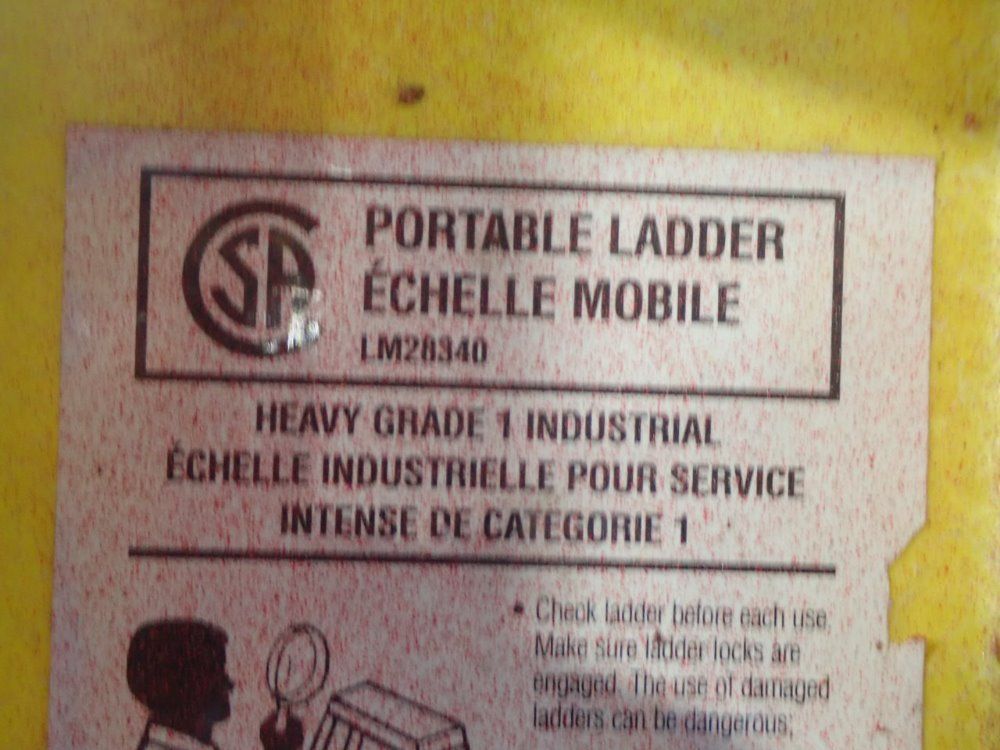 CSA
PORTABLE LADDER
ÉCHELLE MOBILE
LM28340
HEAVY GRADE 1 INDUSTRIAL
ÉCHELLE INDUSTRIELLE POUR SERVICE
INTENSE DE CATEGORIE 1
• Check ladder before each use.
Make sure ladder locks are
engaged. The use of damaged
ladders can be dangerous;